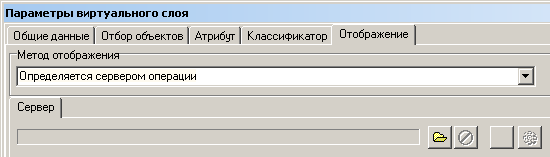 Параметры виртуального слоя
Общие данные Отбор объектов Атрибут Классификатор Отображение
Метод отображения
Определяется сервером операции
Сервер